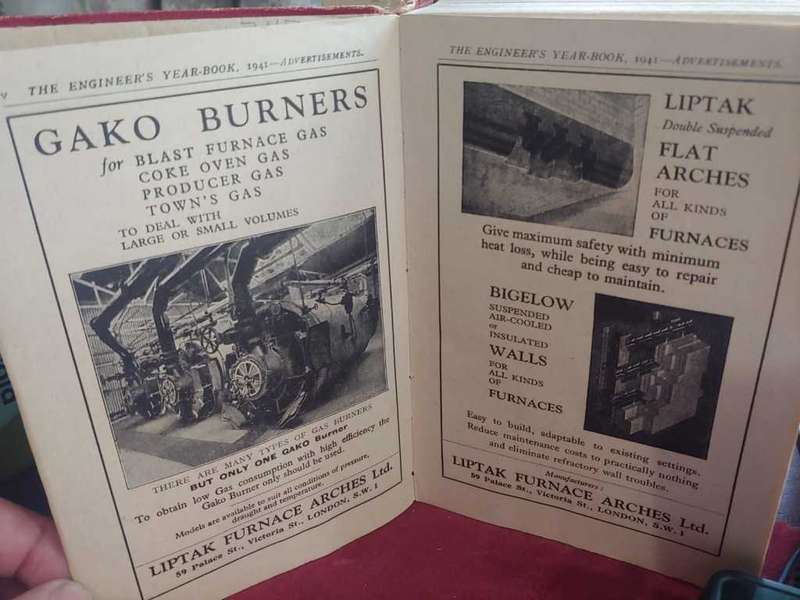 v THE ENGINEER'S YEAR-BOOK, 1941—ADVERTISEMENTS.
GAKO BURNERS
for BLAST FURNACE GAS
COKE OVEN GAS
PRODUCER GAS
TOWN'S GAS
TO DEAL WITH
LARGE OR SMALL VOLUMES
THERE ARE MANY TYPES OF GAS BURNERS
BUT ONLY ONE GAKO Burner
To obtain low Gas consumption with high efficiency the
Gako Burner only should be used.
Models are available to suit all conditions of pressure,
draught and temperature.
LIPTAK FURNACE ARCHES Ltd.
59 Palace St., Victoria St., LONDON, S.W.1
THE ENGINEER'S YEAR-BOOK, 1941—ADVERTISEMENTS.
LIPTAK
Double Suspended
FLAT
ARCHES
FOR
ALL KINDS
OF
FURNACES
Give maximum safety with minimum
heat loss, while being easy to repair
and cheap to maintain.
BIGELOW
SUSPENDED
AIR-COOLED
or
INSULATED
WALLS
FOR
ALL KINDS
OF
FURNACES
Easy to build, adaptable to existing settings.
Reduce maintenance costs to practically nothing
and eliminate refractory wall troubles.
Manufacturers:
LIPTAK FURNACE ARCHES Ltd.
59 Palace St., Victoria St., LONDON, S.W.1